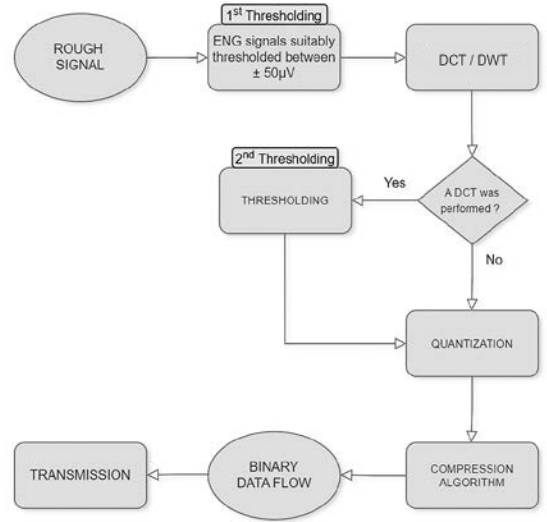 1st Thresholding
ROUGH
SIGNAL
ENG signals suitably
thresholded between
± 50µV
DCT / DWT
2nd Thresholding
THRESHOLDING
Yes
A DCT was
performed ?
No
QUANTIZATION
TRANSMISSION
BINARY
DATA FLOW
COMPRESSION
ALGORITHM